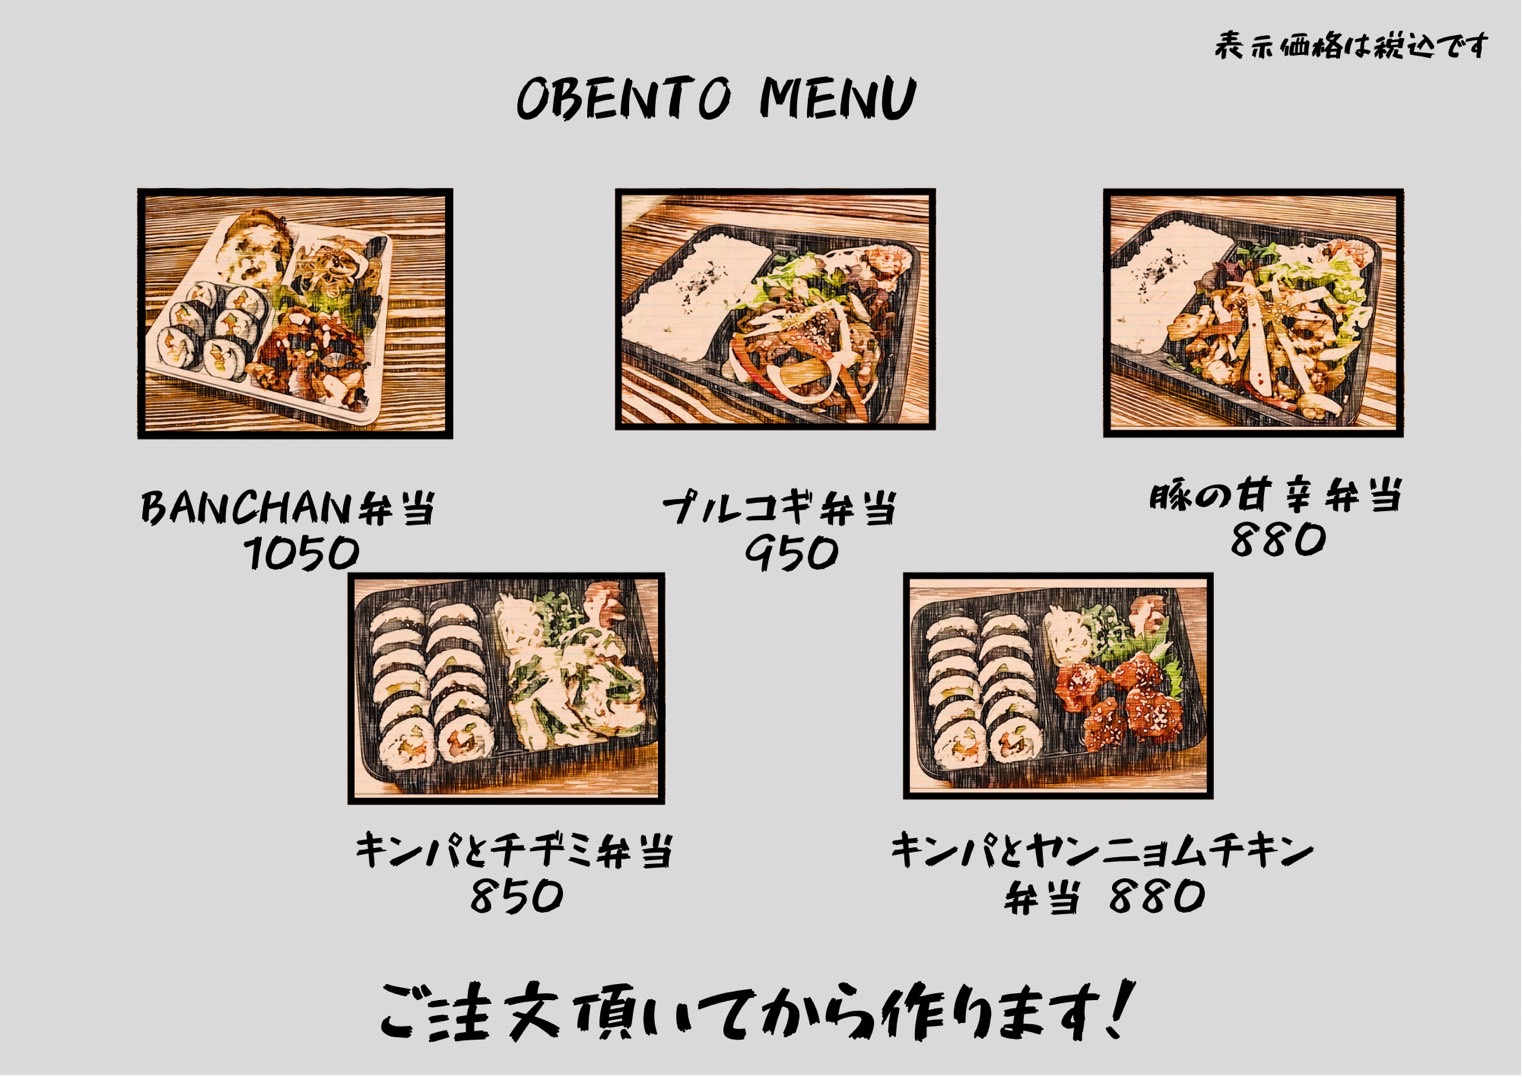 表示価格は税込です
OBENTO MENU
BANCHAN弁当
1050
プルコギ弁当
950
豚の甘辛弁当
880
キンパとチヂミ弁当
850
キンパとヤンニョムチキン
弁当 880
ご注文頂いてから作ります!